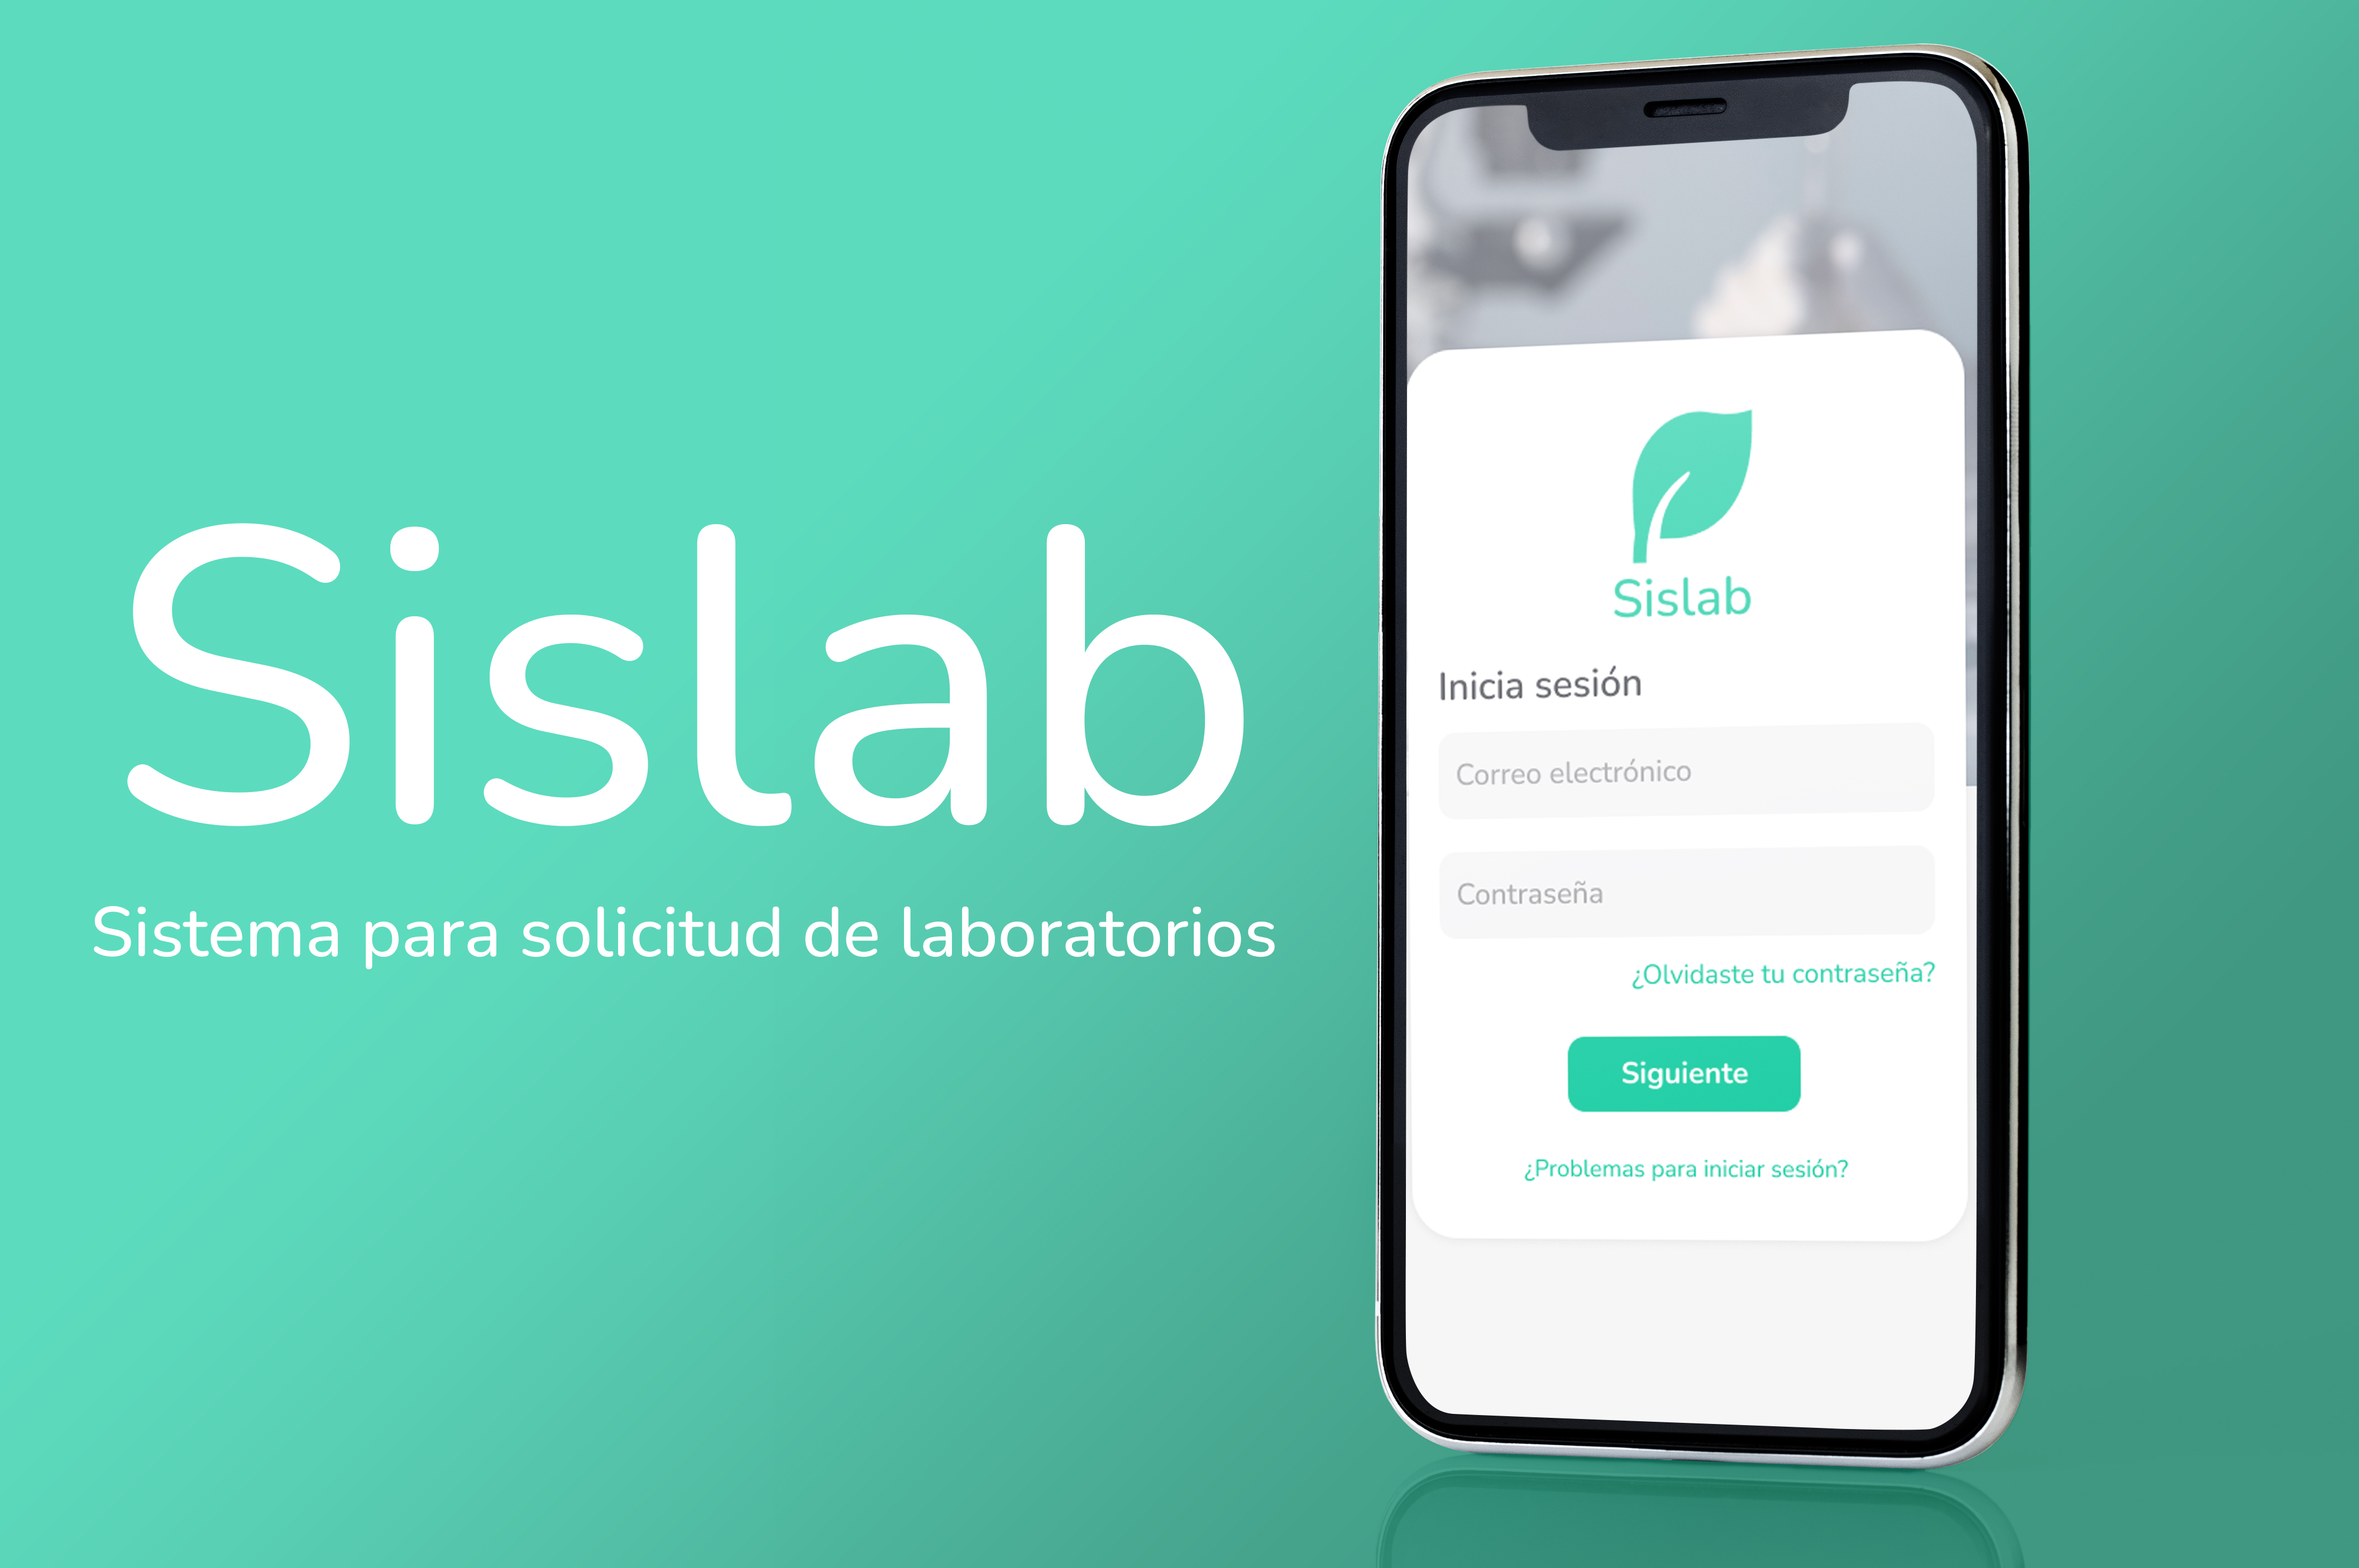 Sislab
Sistema para solicitud de laboratorios
Sislab
Inicia sesión
Correo electrónico
Contraseña
¿Olvidaste tu contraseña?
Siguiente
¿Problemas para iniciar sesión?